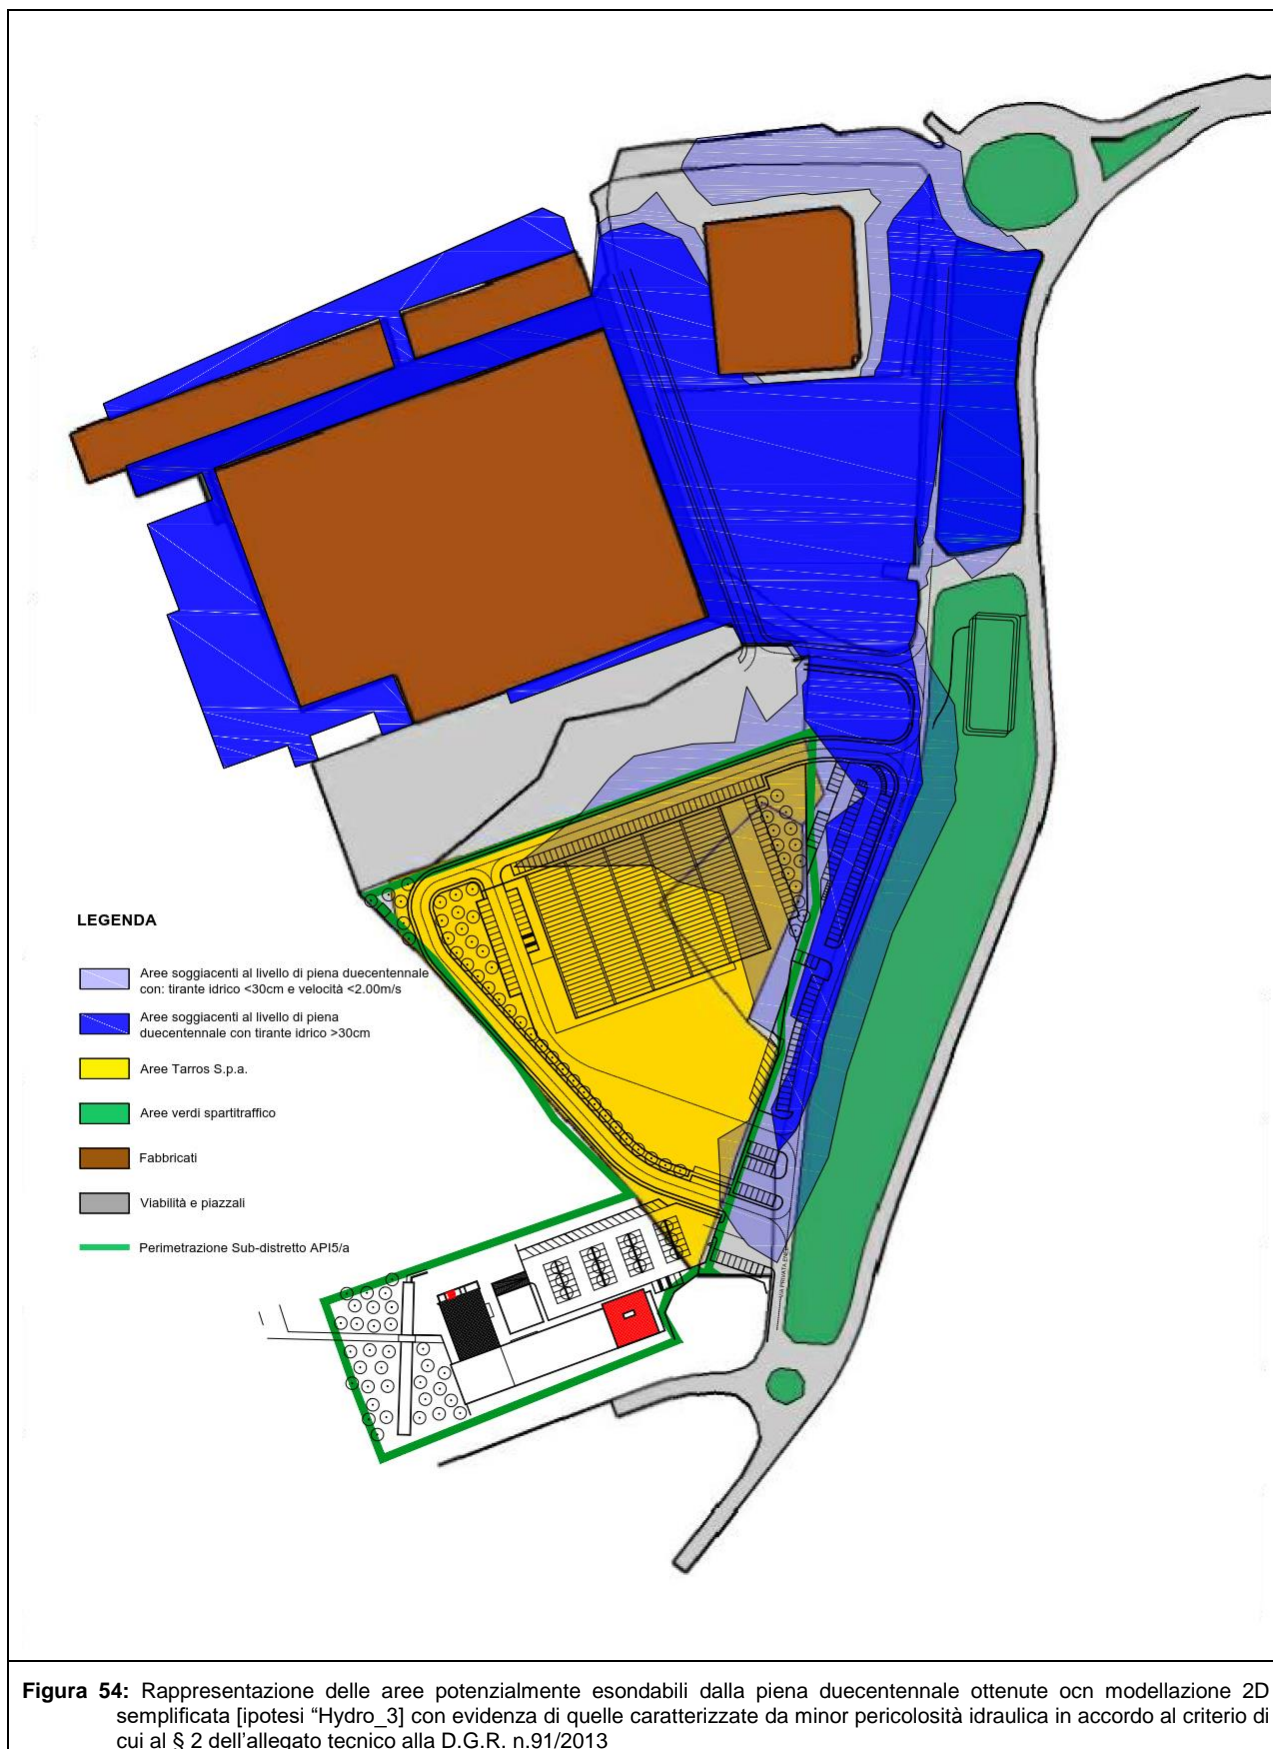 LEGENDA
Aree soggiacenti al livello di piena duecentennale
con: tirante idrico <30cm e velocità <2.00m/s
Aree soggiacenti al livello di piena
duecentennale con tirante idrico >30cm
Aree Tarros S.p.a.
Aree verdi spartitraffico
Fabbricati
Viabilità e piazzali
Perimetrazione Sub-distretto API5/a
VIA PRIVATA ENEL
Figura 54: Rappresentazione delle aree potenzialmente esondabili dalla piena duecentennale ottenute ocn modellazione 2D
semplificata [ipotesi “Hydro_3] con evidenza di quelle caratterizzate da minor pericolosità idraulica in accordo al criterio di
cui al § 2 dell’allegato tecnico alla D.G.R. n.91/2013